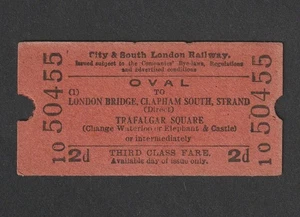 City & South London Railway.
Issued subject to the Companies' Bye-laws, Regulations
and advertised conditions
OVAL
TO
(1)
LONDON BRIDGE, CLAPHAM SOUTH, STRAND
(Direct)
TRAFALGAR SQUARE
(Change Waterloo or Elephant & Castle)
or intermediately
2d THIRD CLASS FARE. 2d
Available day of issue only.
10 50455
10 50455